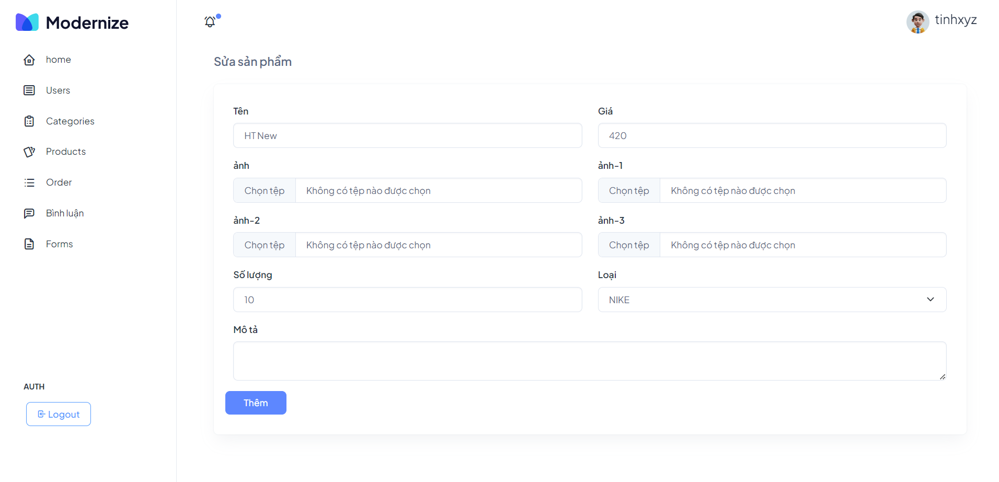 Modernize
home
Users
Categories
Products
Order
Bình luận
Forms
AUTH
Logout
tinhxyz
Sửa sản phẩm
Tên
Giá
HT New
420
ảnh
ảnh-1
Chọn tệp Không có tệp nào được chọn
Chọn tệp Không có tệp nào được chọn
ảnh-2
ảnh-3
Chọn tệp Không có tệp nào được chọn
Chọn tệp Không có tệp nào được chọn
Số lượng
Loại
10
NIKE
Mô tả
Thêm